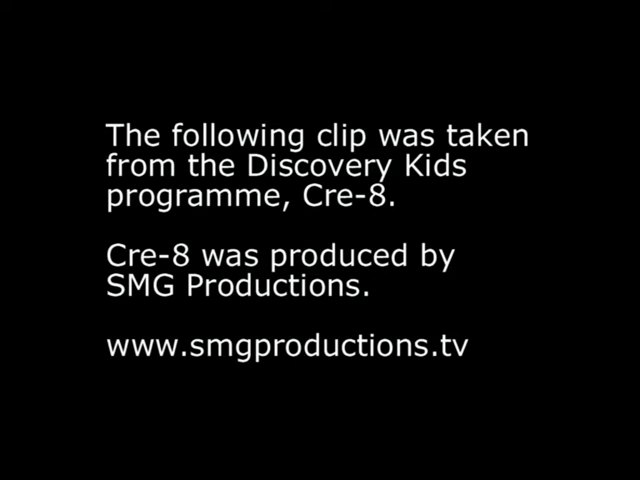 The following clip was taken
from the Discovery Kids
programme, Cre-8.
Cre-8 was produced by
SMG Productions.
www.smgproductions.tv